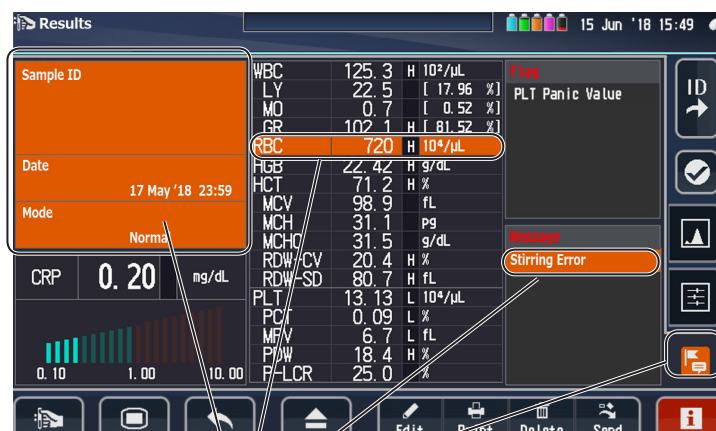 Results
15 Jun '18 15:49
Sample ID
Date
17 May '18 23:59
Mode
CRP 0.20 mg/dL
0.10 1.00 10.00
WBC 125.3 H 10²/µL
LY 22.5 [ 17.96 %]
MO 0.7 [ 0.52 %]
GR 102.1 H [ 81.52 %]
RBC 720 H 10⁴/µL
HGB 22.42 H g/dL
HCT 71.2 H %
MCV 98.9 fL
MCH 31.1 pg
MCHC 31.5 g/dL
RDW-CV 20.4 H %
RDW-SD 80.7 H fL
PLT 13.13 L 10⁴/µL
PCT 0.09 L %
MPV 6.7 L fL
PDW 18.4 H %
P-LCR 25.0 %
Flag
PLT Panic Value
Message
Stirring Error
ID
Edit Print Delete Send
i